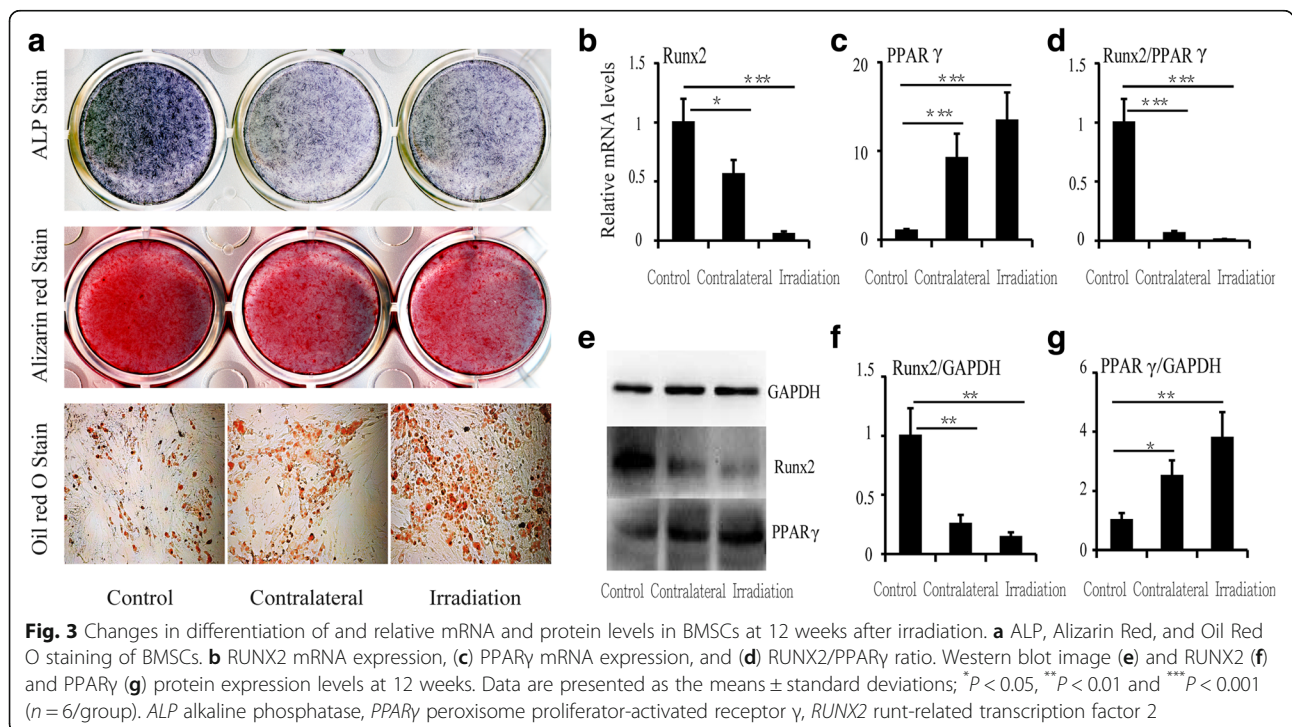 a
ALP Stain
Alizarin red Stain
Oil red O Stain
Control Contralateral Irradiation
b
Runx2
Relative mRNA levels
1.5
1
0.5
0
*
***
Control Contralateral Irradiation
c
PPAR γ
20
10
0
***
***
Control Contralateral Irradiation
d
Runx2/PPAR γ
1.5
1
0.5
0
***
***
Control Contralateral Irradiation
e
GAPDH
Runx2
PPARγ
Control Contralateral Irradiation
f
Runx2/GAPDH
1.5
1
0.5
0
**
**
Control Contralateral Irradiation
g
PPAR γ/GAPDH
6
4
2
0
**
*
Control Contralateral Irradiation
Fig. 3 Changes in differentiation of and relative mRNA and protein levels in BMSCs at 12 weeks after irradiation. a ALP, Alizarin Red, and Oil Red
O staining of BMSCs. b RUNX2 mRNA expression, (c) PPARγ mRNA expression, and (d) RUNX2/PPARγ ratio. Western blot image (e) and RUNX2 (f)
and PPARγ (g) protein expression levels at 12 weeks. Data are presented as the means ± standard deviations; *P < 0.05, **P < 0.01 and ***P < 0.001
(n = 6/group). ALP alkaline phosphatase, PPARγ peroxisome proliferator-activated receptor γ, RUNX2 runt-related transcription factor 2